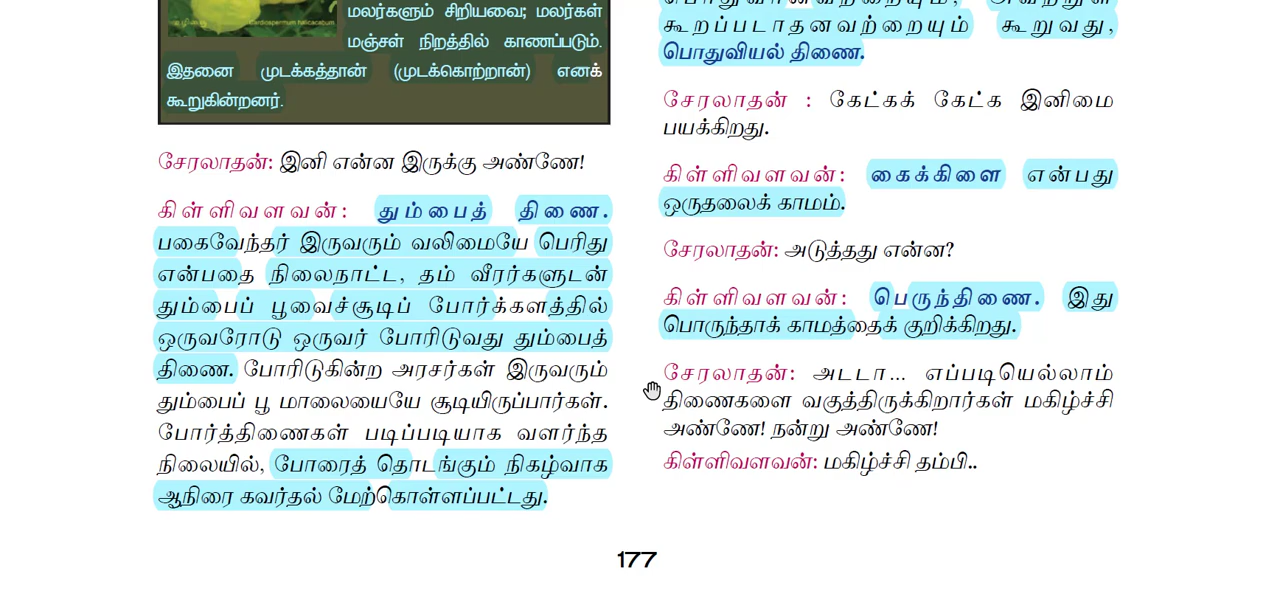 Cardiospermum halicacabum.
மலர்களும் சிறியவை; மலர்கள்
மஞ்சள் நிறத்தில் காணப்படும்.
இதனை முடக்கத்தான் (முடக்கொற்றான்) எனக்
கூறுகின்றனர்.
சேரலாதன்: இனி என்ன இருக்கு அண்ணே!
கிள்ளிவளவன்: தும்பைத் திணை.
பகைவேந்தர் இருவரும் வலிமையே பெரிது
என்பதை நிலைநாட்ட, தம் வீரர்களுடன்
தும்பைப் பூவைச்சூடிப் போர்க்களத்தில்
ஒருவரோடு ஒருவர் போரிடுவது தும்பைத்
திணை. போரிடுகின்ற அரசர்கள் இருவரும்
தும்பைப் பூ மாலையையே சூடியிருப்பார்கள்.
போர்த்திணைகள் படிப்படியாக வளர்ந்த
நிலையில், போரைத் தொடங்கும் நிகழ்வாக
ஆநிரை கவர்தல் மேற்கொள்ளப்பட்டது.
கூறப்படாதனவற்றையும் கூறுவது,
பொதுவியல் திணை.
சேரலாதன் : கேட்கக் கேட்க இனிமை
பயக்கிறது.
கிள்ளிவளவன்: கைக்கிளை என்பது
ஒருதலைக் காமம்.
சேரலாதன்: அடுத்தது என்ன?
கிள்ளிவளவன்: பெருந்திணை. இது
பொருந்தாக் காமத்தைக் குறிக்கிறது.
சேரலாதன்: அடடா... எப்படியெல்லாம்
திணைகளை வகுத்திருக்கிறார்கள் மகிழ்ச்சி
அண்ணே! நன்று அண்ணே!
கிள்ளிவளவன்: மகிழ்ச்சி தம்பி..
177